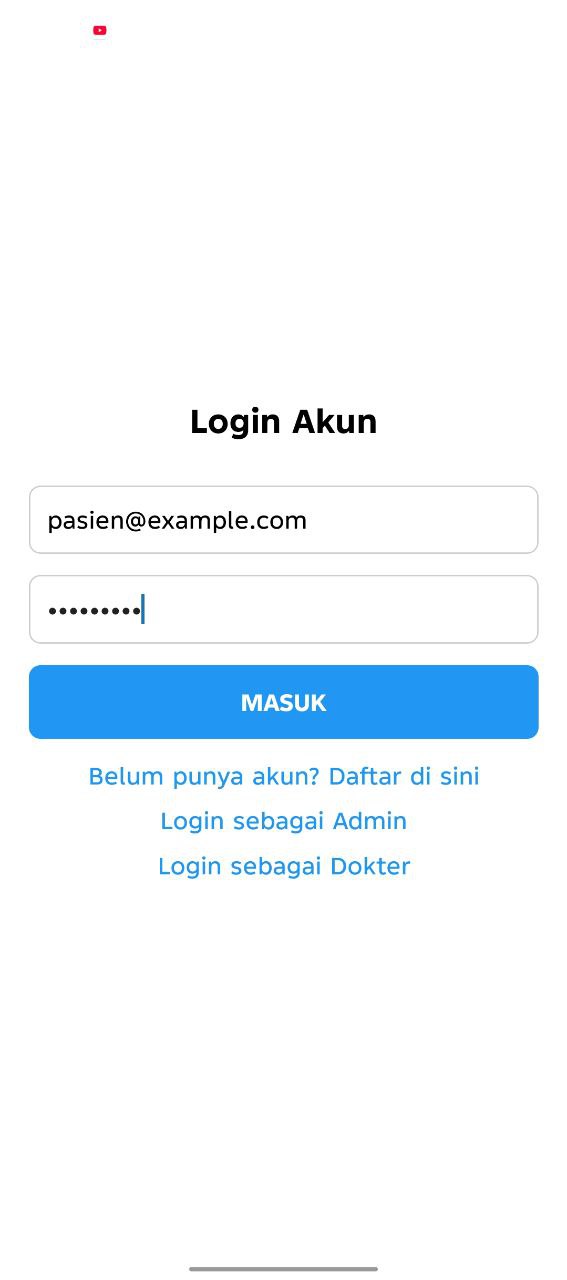 Login Akun
pasien@example.com
•••••••••
MASUK
Belum punya akun? Daftar di sini
Login sebagai Admin
Login sebagai Dokter